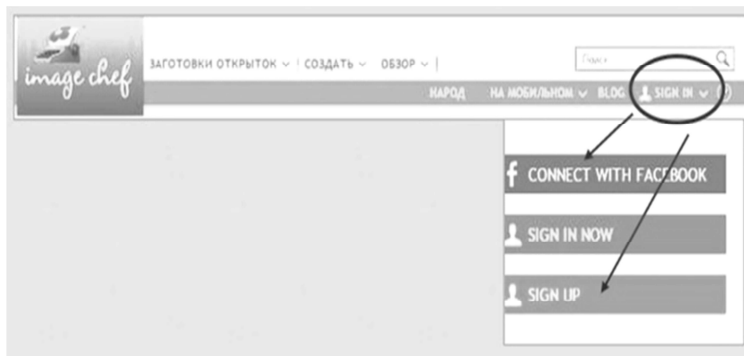 image chef
ЗАГОТОВКИ ОТКРЫТОК СОЗДАТЬ ОБЗОР
Поиск
НАРОД НА МОБИЛЬНОМ BLOG SIGN IN
f CONNECT WITH FACEBOOK
SIGN IN NOW
SIGN UP